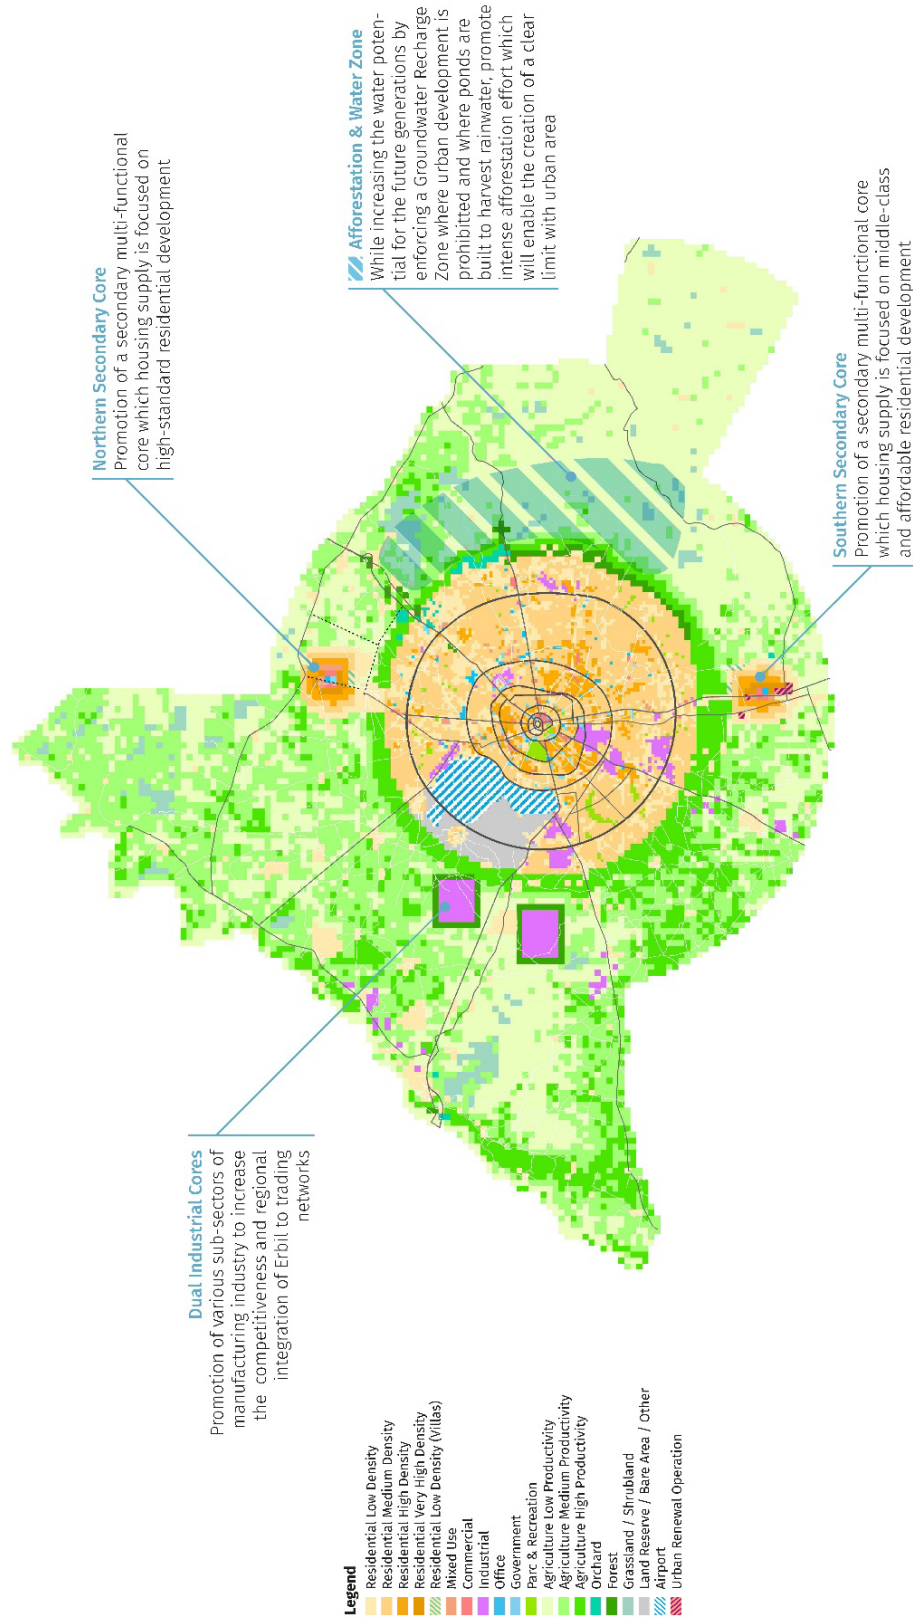 Northern Secondary Core
Promotion of a secondary multi-functional
core which housing supply is focused on
high-standard residential development
Afforestation & Water Zone
While increasing the water poten-
tial for the future generations by
enforcing a Groundwater Recharge
Zone where urban development is
prohibitted and where ponds are
built to harvest rainwater, promote
intense afforestation effort which
will enable the creation of a clear
limit with urban area
Dual Industrial Cores
Promotion of various sub-sectors of
manufacturing industry to increase
the competitiveness and regional
integration of Erbil to trading
networks
Southern Secondary Core
Promotion of a secondary multi-functional core
which housing supply is focused on middle-class
and affordable residential development
Legend
Residential Low Density
Residential Medium Density
Residential High Density
Residential Very High Density
Residential Low Density (Villas)
Mixed Use
Commercial
Industrial
Office
Government
Parc & Recreation
Agriculture Low Productivity
Agriculture Medium Productivity
Agriculture High Productivity
Orchard
Forest
Grassland / Shrubland
Land Reserve / Bare Area / Other
Airport
Urban Renewal Operation